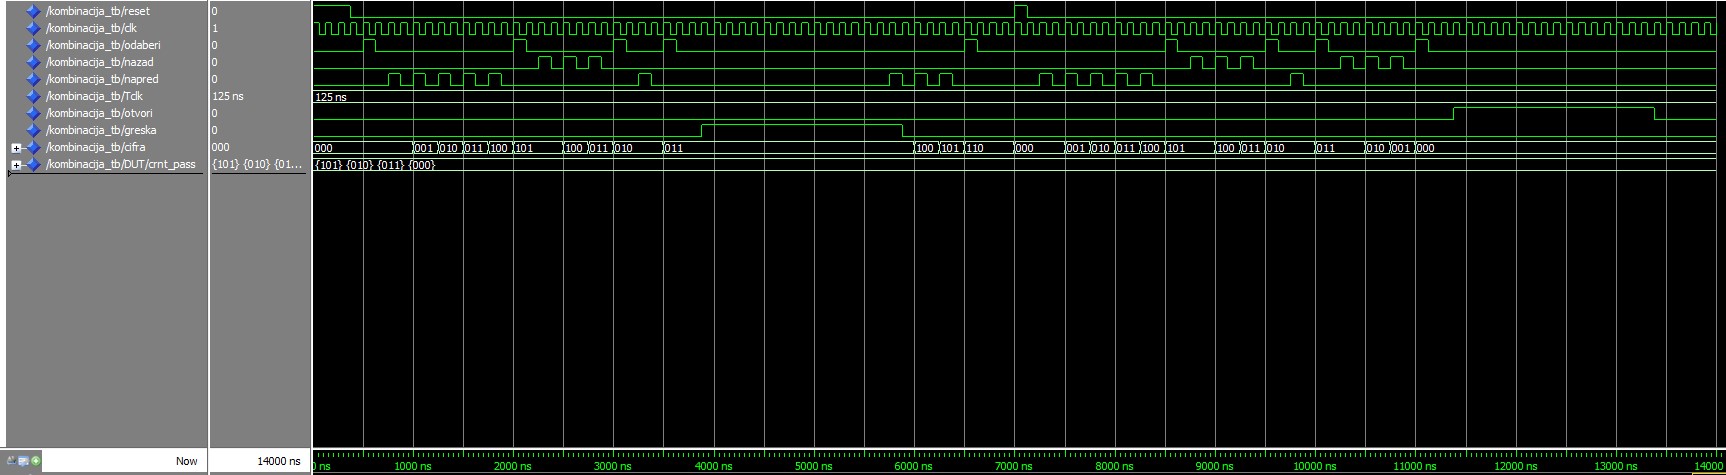 /kombinacija_tb/reset 0
/kombinacija_tb/clk 1
/kombinacija_tb/odaberi 0
/kombinacija_tb/nazad 0
/kombinacija_tb/napred 0
/kombinacija_tb/Tclk 125 ns 125 ns
/kombinacija_tb/otvori 0
/kombinacija_tb/greska 0
/kombinacija_tb/cifra 000 000 001 010 011 100 101 100 011 010 011 100 101 110 000 001 010 011 100 101 100 011 010 011 010 001 000
/kombinacija_tb/DUT/crnt_pass {101} {010} {01... {101} {010} {011} {000}
Now 14000 ns ns 1000 ns 2000 ns 3000 ns 4000 ns 5000 ns 6000 ns 7000 ns 8000 ns 9000 ns 10000 ns 11000 ns 12000 ns 13000 ns 14000